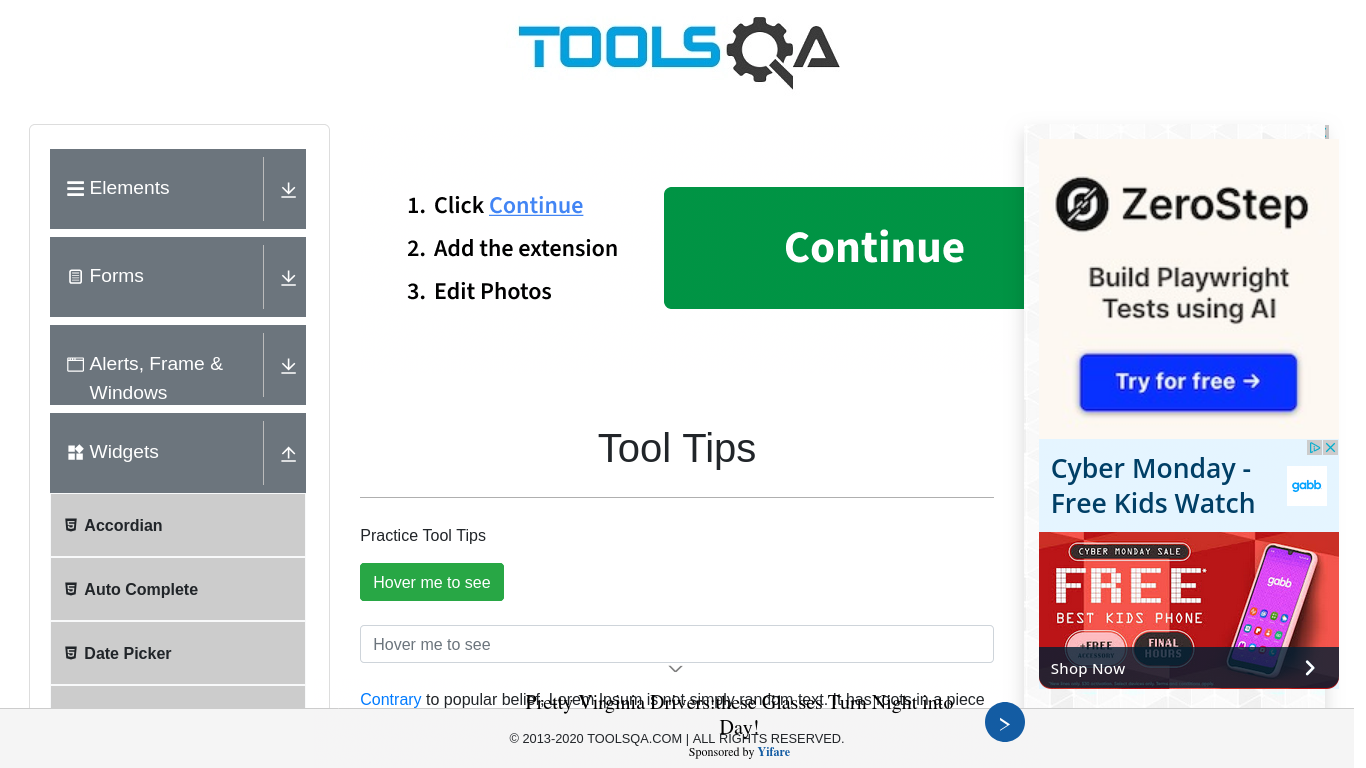 TOOLSQA
Elements
Forms
Alerts, Frame &
Windows
Widgets
Accordian
Auto Complete
Date Picker
1. Click Continue
2. Add the extension
3. Edit Photos
Continue
Tool Tips
Practice Tool Tips
Hover me to see
Hover me to see
Contrary to popular belief, Lorem Ipsum is not simply random text. It has roots in a piece
Pretty Virginia Drivers:these Glasses Turn Night into
Day!
Sponsored by Yifare
© 2013-2020 TOOLSQA.COM | ALL RIGHTS RESERVED.
ZeroStep
Build Playwright
Tests using AI
Try for free →
Cyber Monday -
Free Kids Watch
gabb
CYBER MONDAY SALE
FREE*
BEST KIDS PHONE
gabb
+FREE
ACCESSORY
FINAL
HOURS
Shop Now